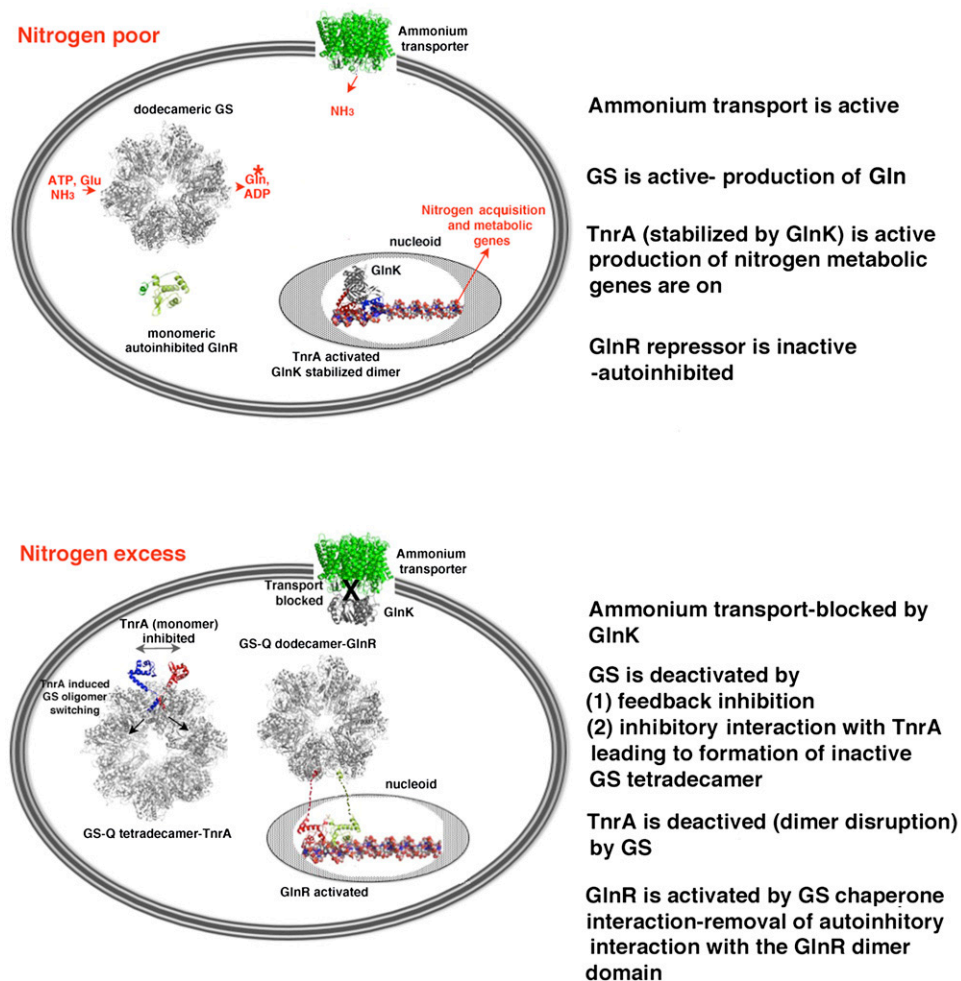 Nitrogen poor
Ammonium
transporter
NH3
dodecameric GS
ATP, Glu
NH3
*
Gln,
ADP
Nitrogen acquisition
and metabolic
genes
nucleoid
GlnK
monomeric
autoinhibited GlnR
TnrA activated
GlnK stabilized dimer
Ammonium transport is active
GS is active- production of Gln
TnrA (stabilized by GlnK) is active
production of nitrogen metabolic
genes are on
GlnR repressor is inactive
-autoinhibited
Nitrogen excess
Ammonium
transporter
Transport
blocked
X
GlnK
TnrA (monomer)
inhibited
GS-Q dodecamer-GlnR
TnrA induced
GS oligomer
switching
nucleoid
GS-Q tetradecamer-TnrA
GlnR activated
Ammonium transport-blocked by
GlnK
GS is deactivated by
(1) feedback inhibition
(2) inhibitory interaction with TnrA
leading to formation of inactive
GS tetradecamer
TnrA is deactived (dimer disruption)
by GS
GlnR is activated by GS chaperone
interaction-removal of autoinhitory
interaction with the GlnR dimer
domain